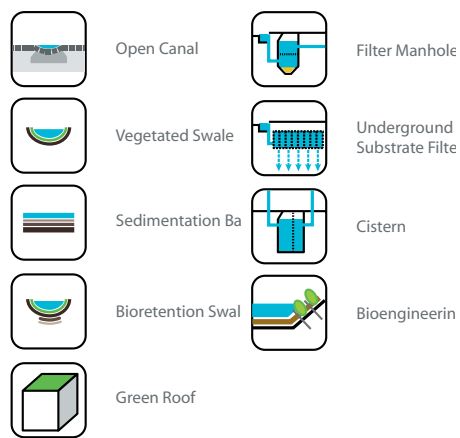 Open Canal
Vegetated Swale
Sedimentation Ba
Bioretention Swal
Green Roof
Filter Manhole
Underground
Substrate Filte
Cistern
Bioengineerin